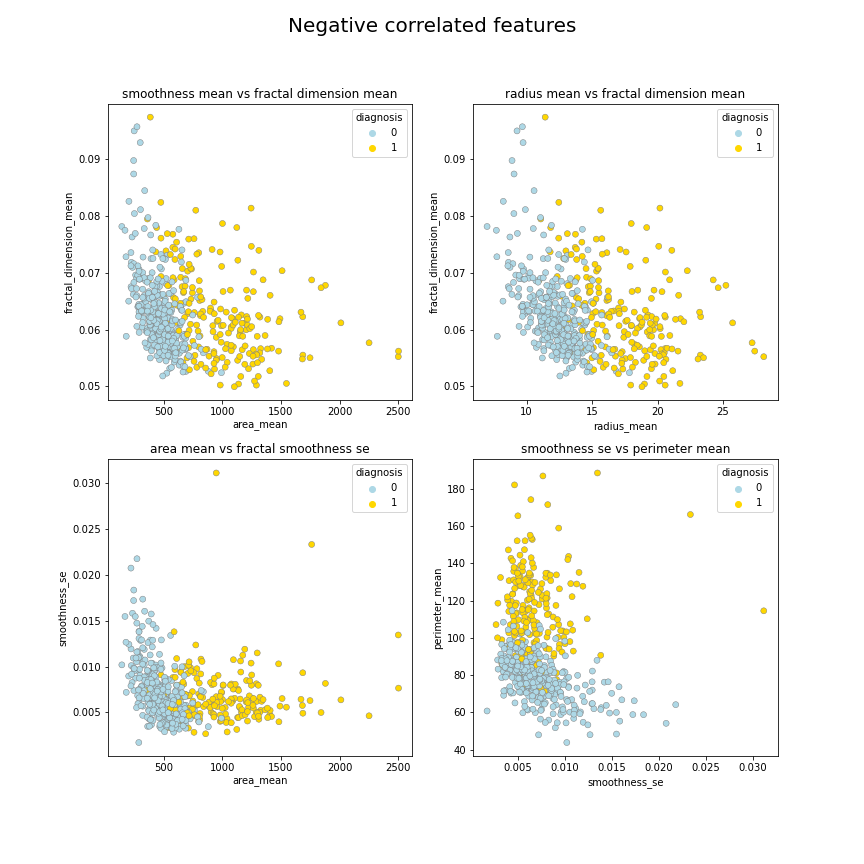 Negative correlated features
smoothness mean vs fractal dimension mean
diagnosis
0
1
0.09
0.08
0.07
0.06
0.05
fractal_dimension_mean
500 1000 1500 2000 2500
area_mean
radius mean vs fractal dimension mean
diagnosis
0
1
0.09
0.08
0.07
0.06
0.05
fractal_dimension_mean
10 15 20 25
radius_mean
area mean vs fractal smoothness se
diagnosis
0
1
0.030
0.025
0.020
0.015
0.010
0.005
smoothness_se
500 1000 1500 2000 2500
area_mean
smoothness se vs perimeter mean
diagnosis
0
1
180
160
140
120
100
80
60
40
perimeter_mean
0.005 0.010 0.015 0.020 0.025 0.030
smoothness_se